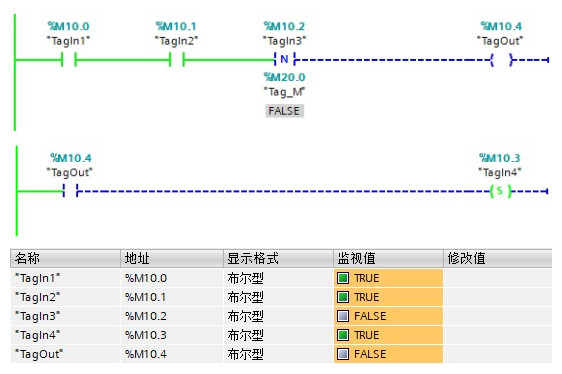 %M10.0 %M10.1 %M10.2 %M10.4
"TagIn1" "TagIn2" "TagIn3" "TagOut"
N
%M20.0
"Tag_M"
FALSE
%M10.4 %M10.3
"TagOut" "TagIn4"
S
名称 地址 显示格式 监视值 修改值
"TagIn1" %M10.0 布尔型 TRUE
"TagIn2" %M10.1 布尔型 TRUE
"TagIn3" %M10.2 布尔型 FALSE
"TagIn4" %M10.3 布尔型 TRUE
"TagOut" %M10.4 布尔型 FALSE